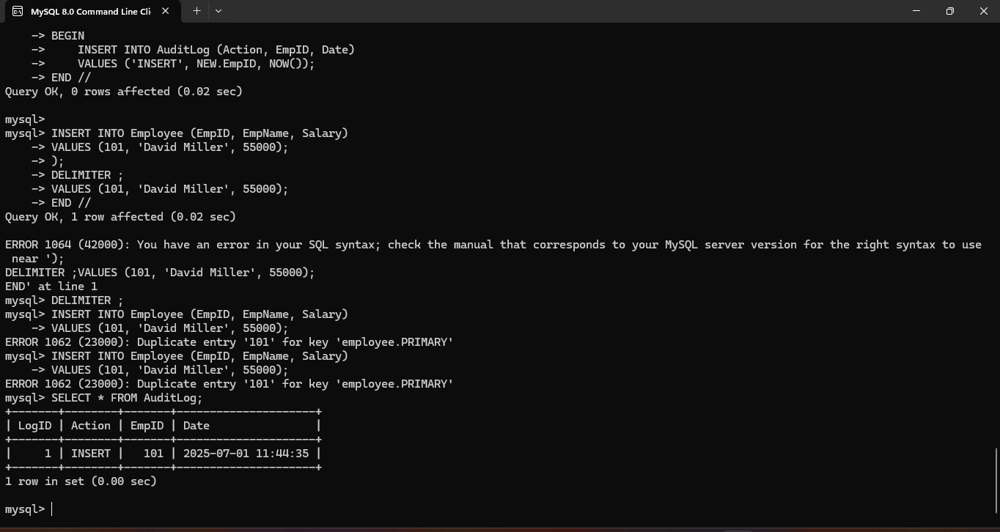 MySQL 8.0 Command Line Cli
    -> BEGIN
    ->     INSERT INTO AuditLog (Action, EmpID, Date)
    ->     VALUES ('INSERT', NEW.EmpID, NOW());
    -> END //
Query OK, 0 rows affected (0.02 sec)

mysql>
mysql> INSERT INTO Employee (EmpID, EmpName, Salary)
    -> VALUES (101, 'David Miller', 55000);
    -> );
    -> DELIMITER ;
    -> VALUES (101, 'David Miller', 55000);
    -> END //
Query OK, 1 row affected (0.02 sec)

ERROR 1064 (42000): You have an error in your SQL syntax; check the manual that corresponds to your MySQL server version for the right syntax to use
 near ');
DELIMITER ;VALUES (101, 'David Miller', 55000);
END' at line 1
mysql> DELIMITER ;
mysql> INSERT INTO Employee (EmpID, EmpName, Salary)
    -> VALUES (101, 'David Miller', 55000);
ERROR 1062 (23000): Duplicate entry '101' for key 'employee.PRIMARY'
mysql> INSERT INTO Employee (EmpID, EmpName, Salary)
    -> VALUES (101, 'David Miller', 55000);
ERROR 1062 (23000): Duplicate entry '101' for key 'employee.PRIMARY'
mysql> SELECT * FROM AuditLog;
+-------+--------+-------+---------------------+
| LogID | Action | EmpID | Date                |
+-------+--------+-------+---------------------+
|     1 | INSERT |   101 | 2025-07-01 11:44:35 |
+-------+--------+-------+---------------------+
1 row in set (0.00 sec)

mysql>